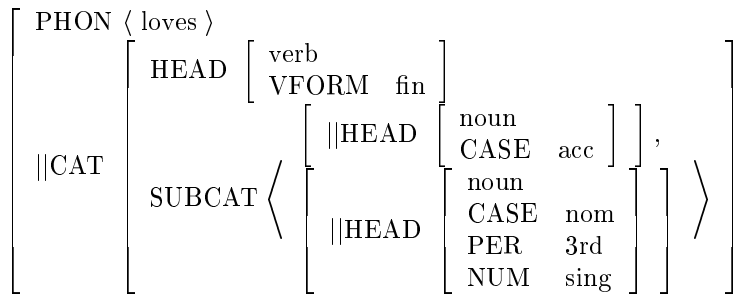 PHON ⟨ loves ⟩
||CAT
HEAD
verb
VFORM fin
SUBCAT ⟨
||HEAD
noun
CASE acc
,
||HEAD
noun
CASE nom
PER 3rd
NUM sing
⟩